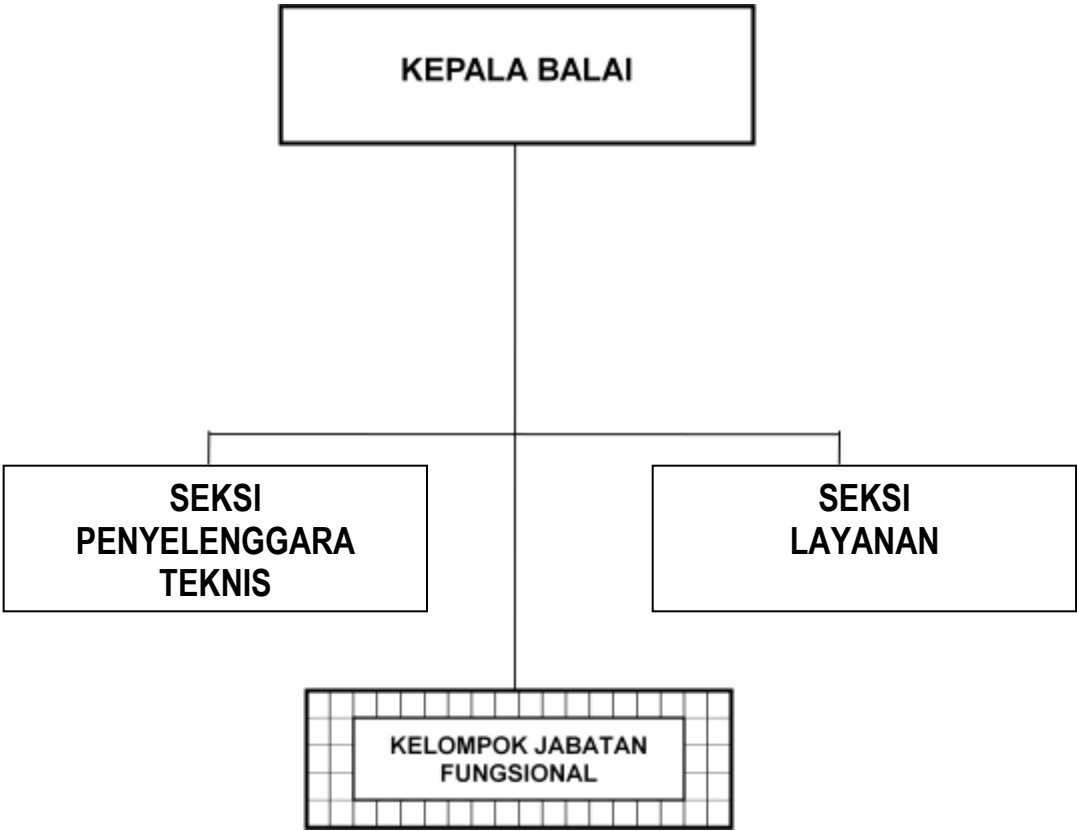 KEPALA BALAI
SEKSI
PENYELENGGARA
TEKNIS
SEKSI
LAYANAN
KELOMPOK JABATAN
FUNGSIONAL